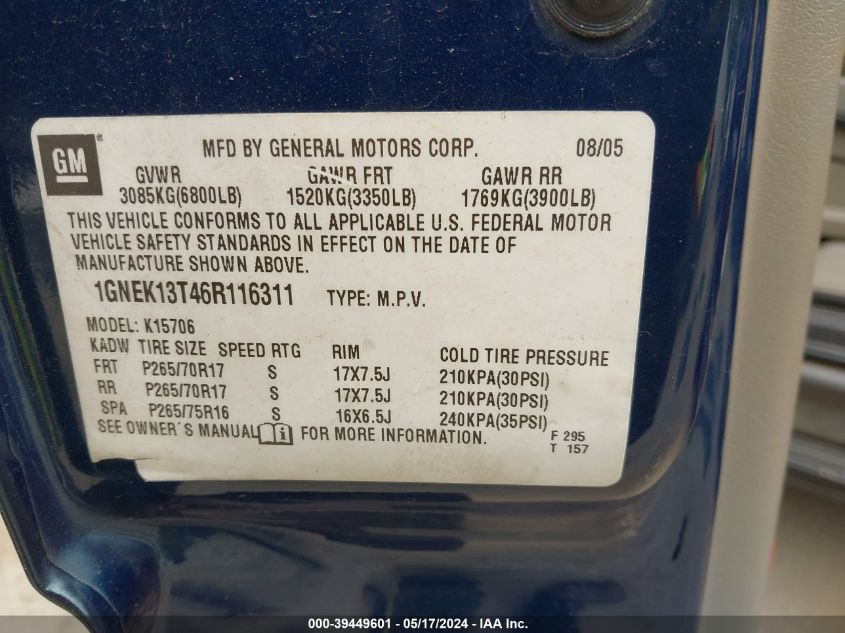 GM® MFD BY GENERAL MOTORS CORP. 08/05
GVWR GAWR FRT GAWR RR
3085KG(6800LB) 1520KG(3350LB) 1769KG(3900LB)
THIS VEHICLE CONFORMS TO ALL APPLICABLE U.S. FEDERAL MOTOR
VEHICLE SAFETY STANDARDS IN EFFECT ON THE DATE OF
MANUFACTURE SHOWN ABOVE.
1GNEK13T46R116311 TYPE: M.P.V.
MODEL: K15706
KADW TIRE SIZE SPEED RTG RIM COLD TIRE PRESSURE
FRT P265/70R17 S 17X7.5J 210KPA(30PSI)
RR P265/70R17 S 17X7.5J 210KPA(30PSI)
SPA P265/75R16 S 16X6.5J 240KPA(35PSI)
SEE OWNER'S MANUAL i FOR MORE INFORMATION.
F 295
T 157
000-39449601 - 05/17/2024 - IAA Inc.